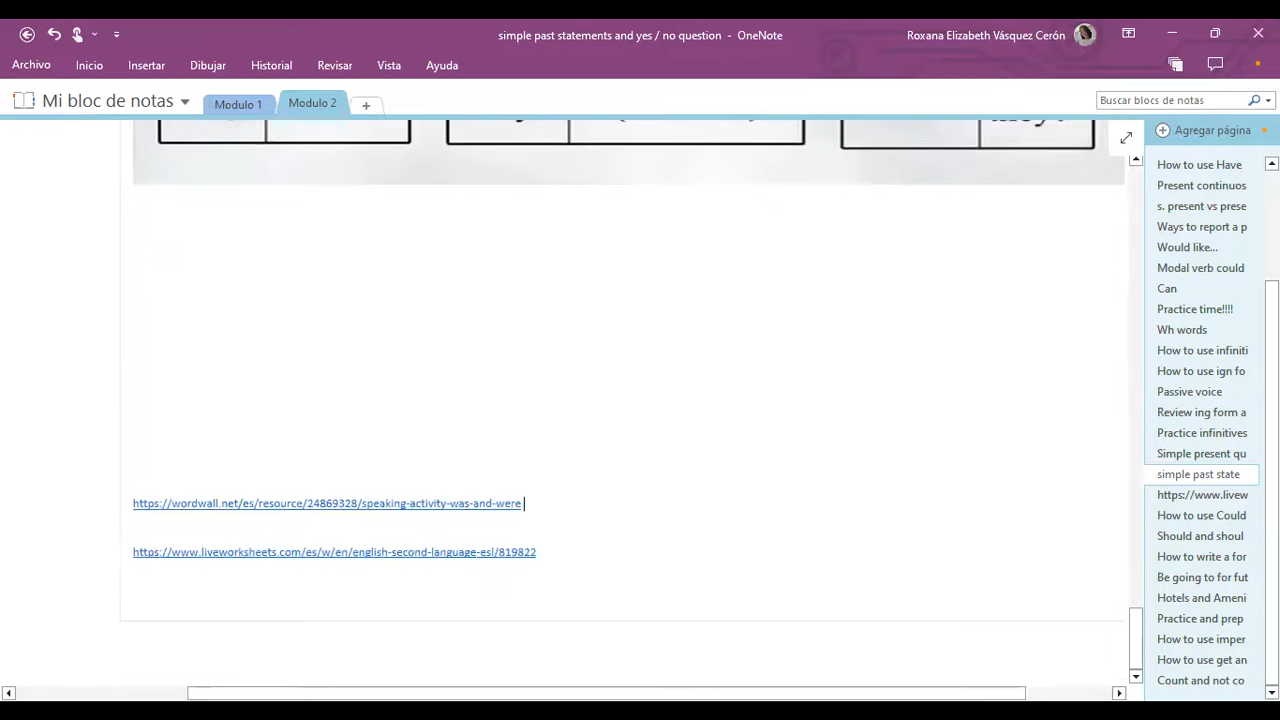 simple past statements and yes / no question - OneNote
Roxana Elizabeth Vásquez Cerón
Archivo
Inicio
Insertar
Dibujar
Historial
Revisar
Vista
Ayuda
Mi bloc de notas
Modulo 1
Modulo 2
Buscar blocs de notas
Agregar página
How to use Have
Present continuos
s. present vs prese
Ways to report a p
Would like...
Modal verb could
Can
Practice time!!!!
Wh words
How to use infiniti
How to use ign fo
Passive voice
Review ing form a
Practice infinitives
Simple present qu
simple past state
https://www.livew
How to use Could
Should and shoul
How to write a for
Be going to for fut
Hotels and Ameni
Practice and prep
How to use imper
How to use get an
Count and not co
https://wordwall.net/es/resource/24869328/speaking-activity-was-and-were
https://www.liveworksheets.com/es/w/en/english-second-language-esl/819822